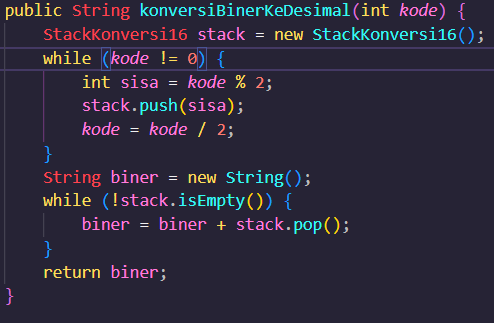 public String konversiBinerKeDesimal(int kode) {
    StackKonversi16 stack = new StackKonversi16();
    while (kode != 0) {
        int sisa = kode % 2;
        stack.push(sisa);
        kode = kode / 2;
    }
    String biner = new String();
    while (!stack.isEmpty()) {
        biner = biner + stack.pop();
    }
    return biner;
}